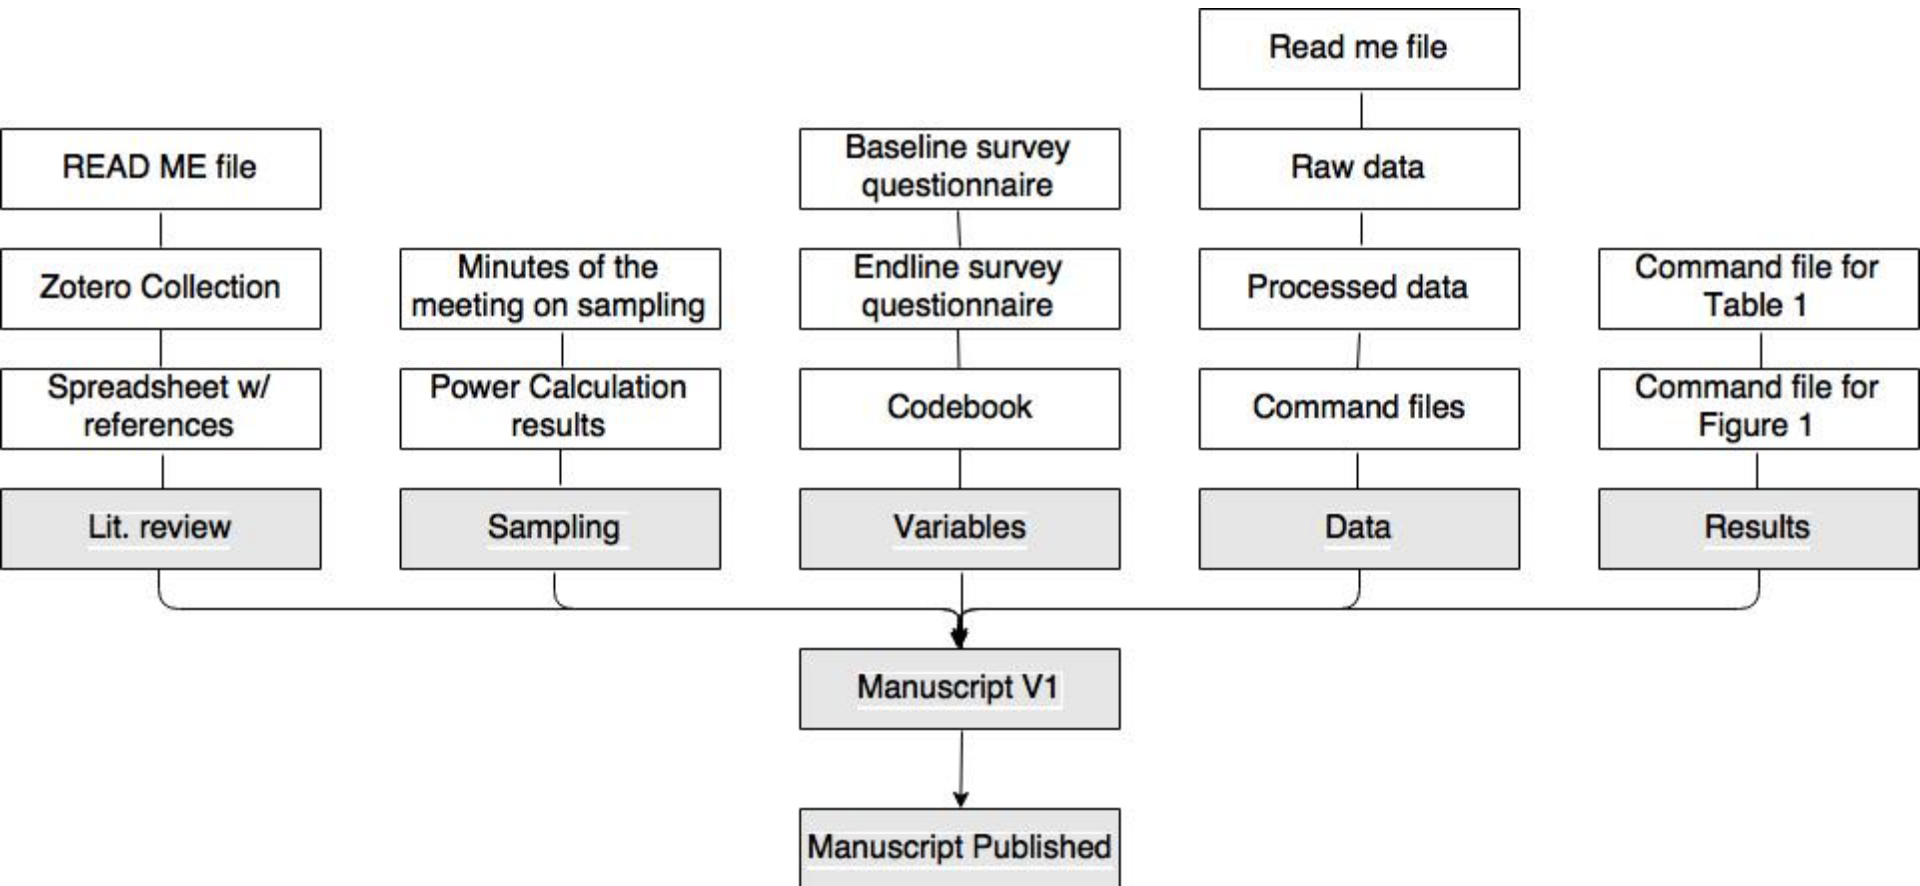 Read me file
READ ME file
Baseline survey
questionnaire
Raw data
Zotero Collection
Minutes of the
meeting on sampling
Endline survey
questionnaire
Processed data
Command file for
Table 1
Spreadsheet w/
references
Power Calculation
results
Codebook
Command files
Command file for
Figure 1
Lit. review
Sampling
Variables
Data
Results
Manuscript V1
Manuscript Published